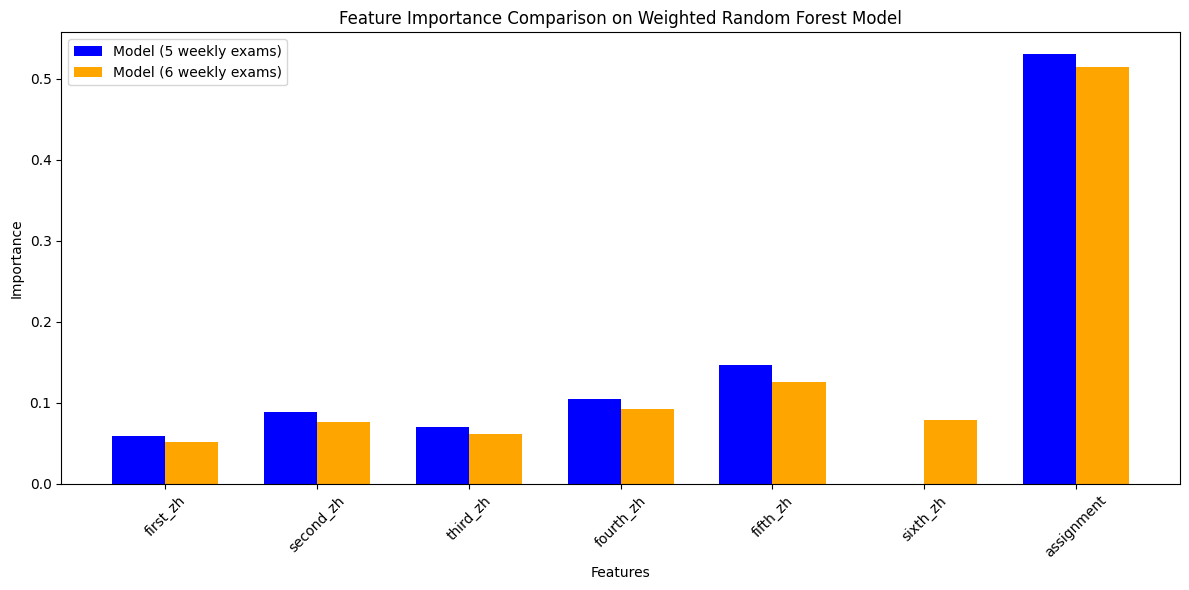 Feature Importance Comparison on Weighted Random Forest Model
Model (5 weekly exams)
Model (6 weekly exams)
Importance
0.5
0.4
0.3
0.2
0.1
0.0
first_zh
second_zh
third_zh
fourth_zh
fifth_zh
sixth_zh
assignment
Features